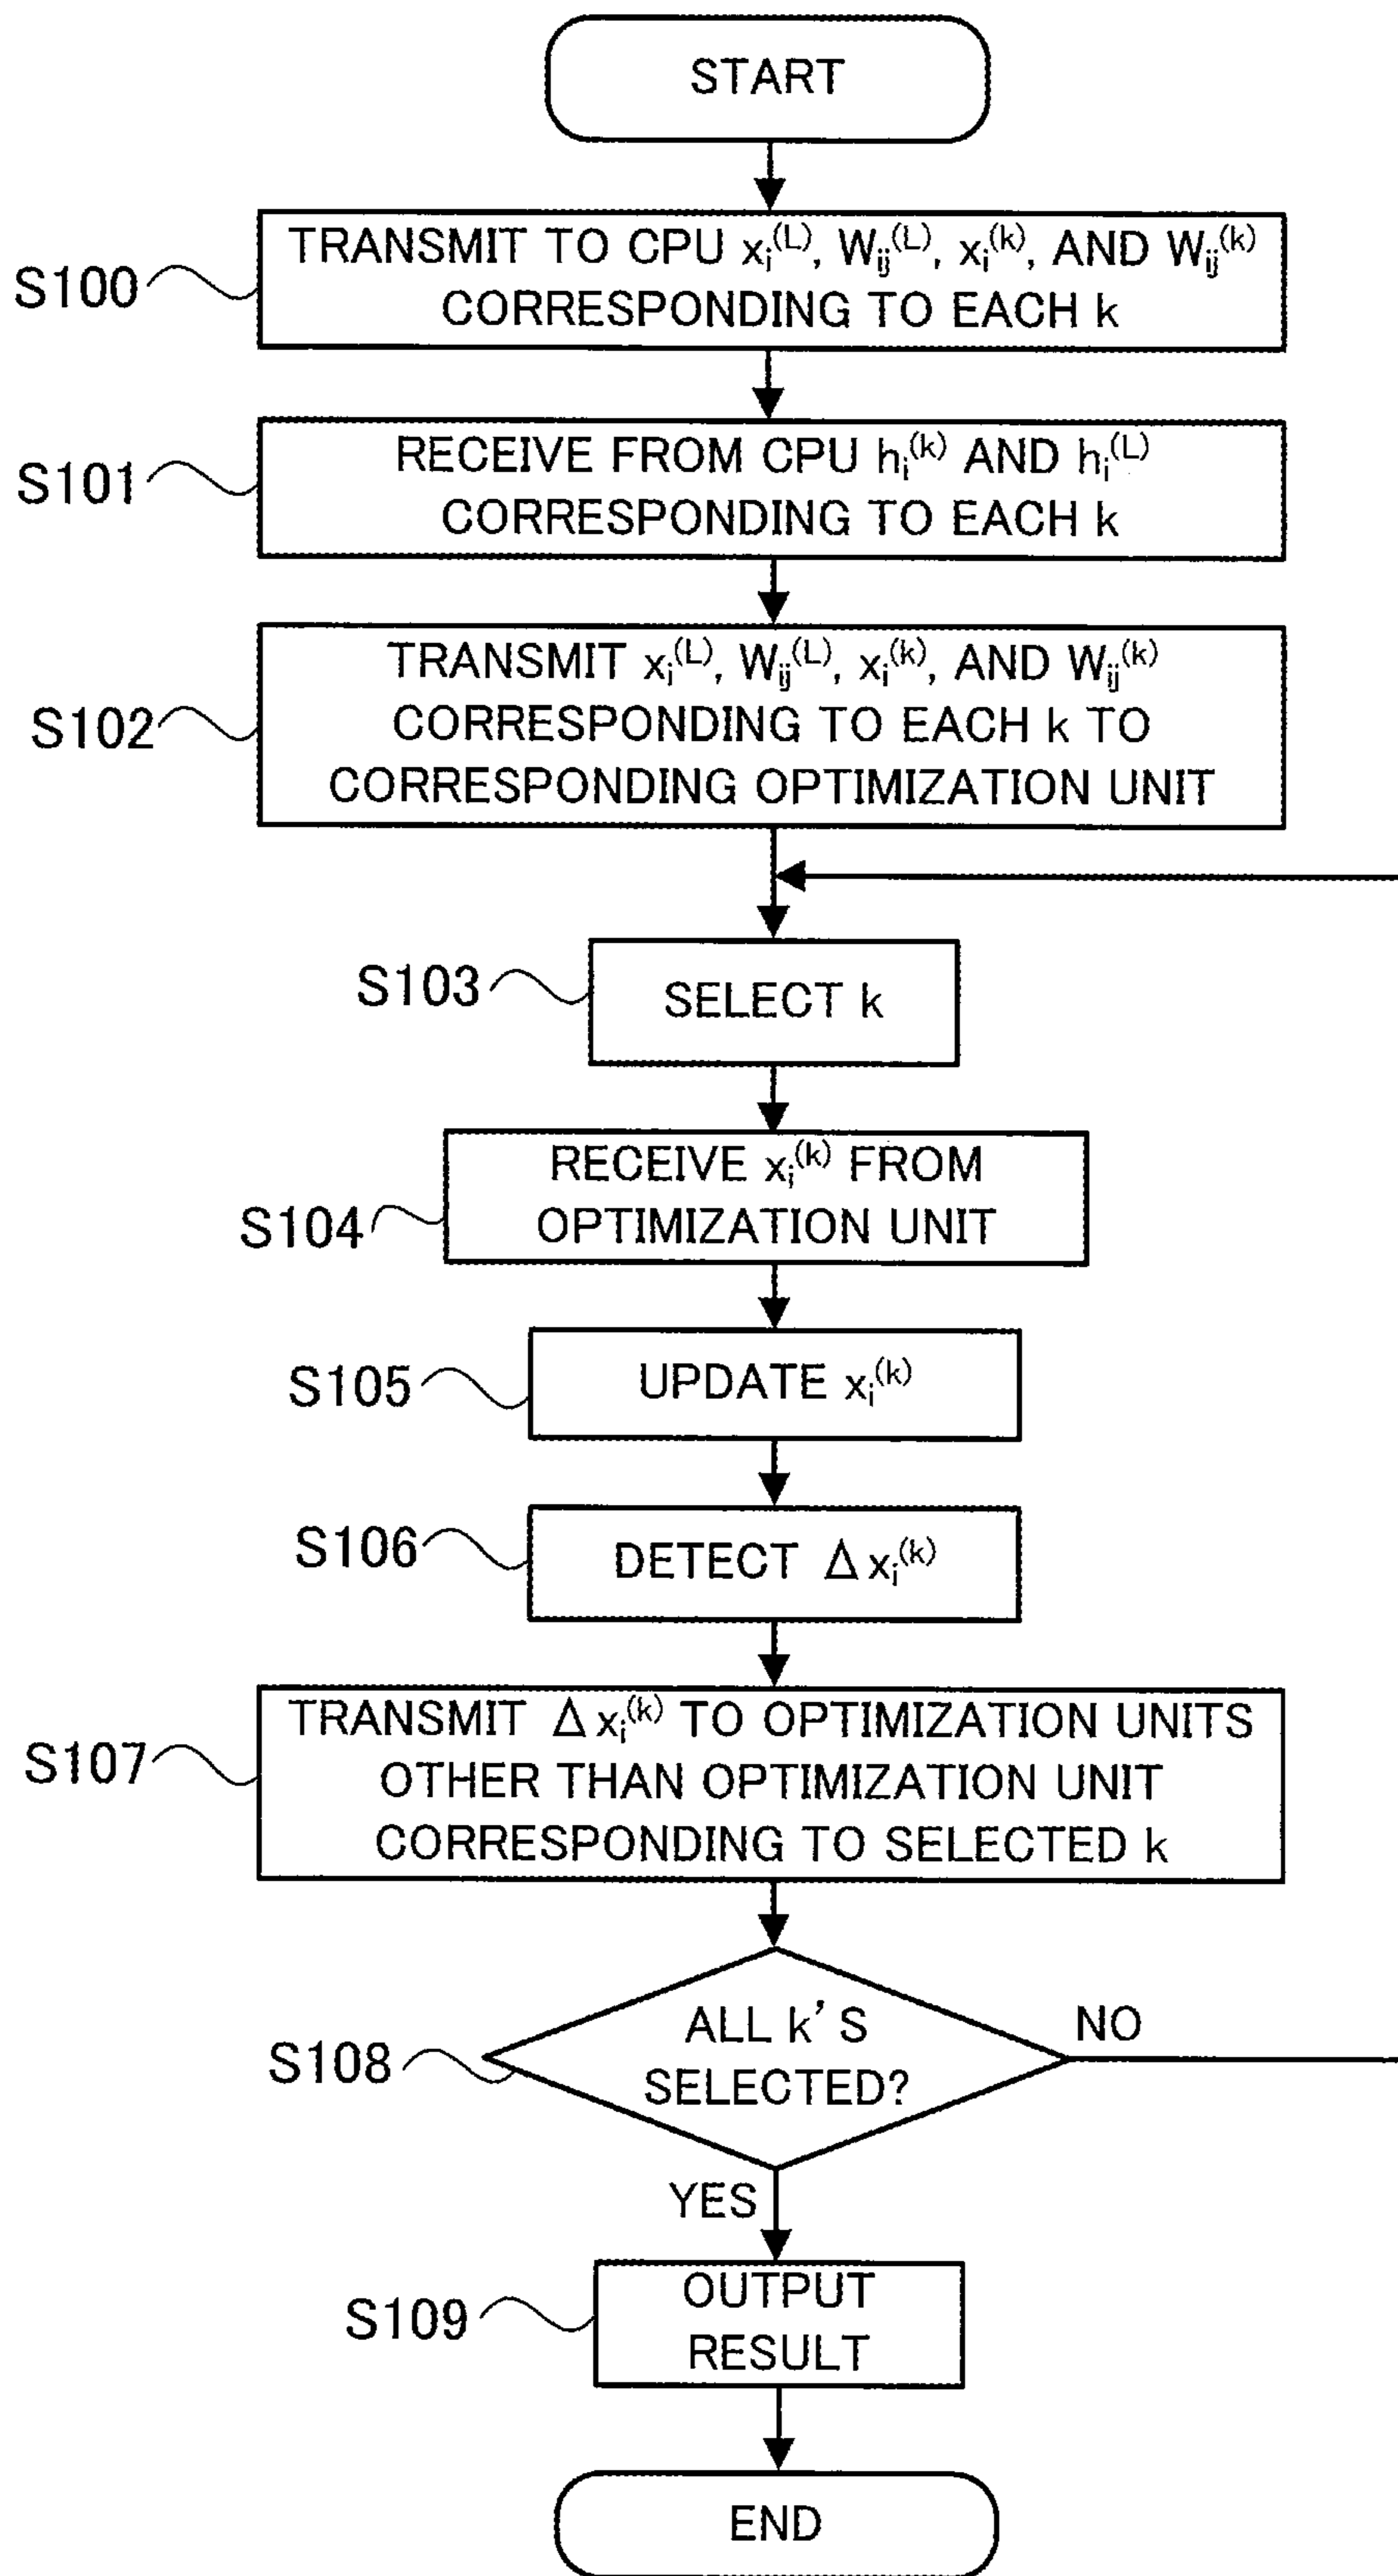 START
S100
TRANSMIT TO CPU xᵢ⁽ᴸ⁾, Wᵢⱼ⁽ᴸ⁾, xᵢ⁽ᵏ⁾, AND Wᵢⱼ⁽ᵏ⁾
CORRESPONDING TO EACH k
S101
RECEIVE FROM CPU hᵢ⁽ᵏ⁾ AND hᵢ⁽ᴸ⁾
CORRESPONDING TO EACH k
S102
TRANSMIT xᵢ⁽ᴸ⁾, Wᵢⱼ⁽ᴸ⁾, xᵢ⁽ᵏ⁾, AND Wᵢⱼ⁽ᵏ⁾
CORRESPONDING TO EACH k TO
CORRESPONDING OPTIMIZATION UNIT
S103
SELECT k
S104
RECEIVE xᵢ⁽ᵏ⁾ FROM
OPTIMIZATION UNIT
S105
UPDATE xᵢ⁽ᵏ⁾
S106
DETECT Δxᵢ⁽ᵏ⁾
S107
TRANSMIT Δxᵢ⁽ᵏ⁾ TO OPTIMIZATION UNITS
OTHER THAN OPTIMIZATION UNIT
CORRESPONDING TO SELECTED k
S108
ALL k'S
SELECTED?
NO
YES
S109
OUTPUT
RESULT
END